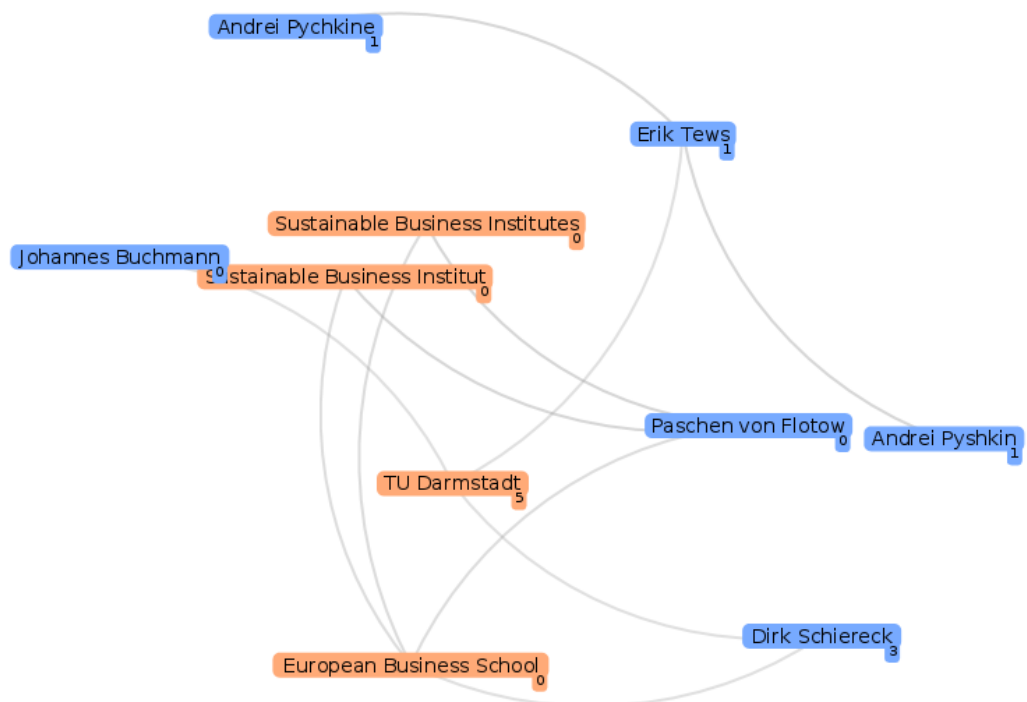 Andrei Pychkine
1
Erik Tews
1
Sustainable Business Institutes
0
Johannes Buchmann
0
Sustainable Business Institut
0
Paschen von Flotow
0
Andrei Pyshkin
1
TU Darmstadt
5
Dirk Schiereck
3
European Business School
0